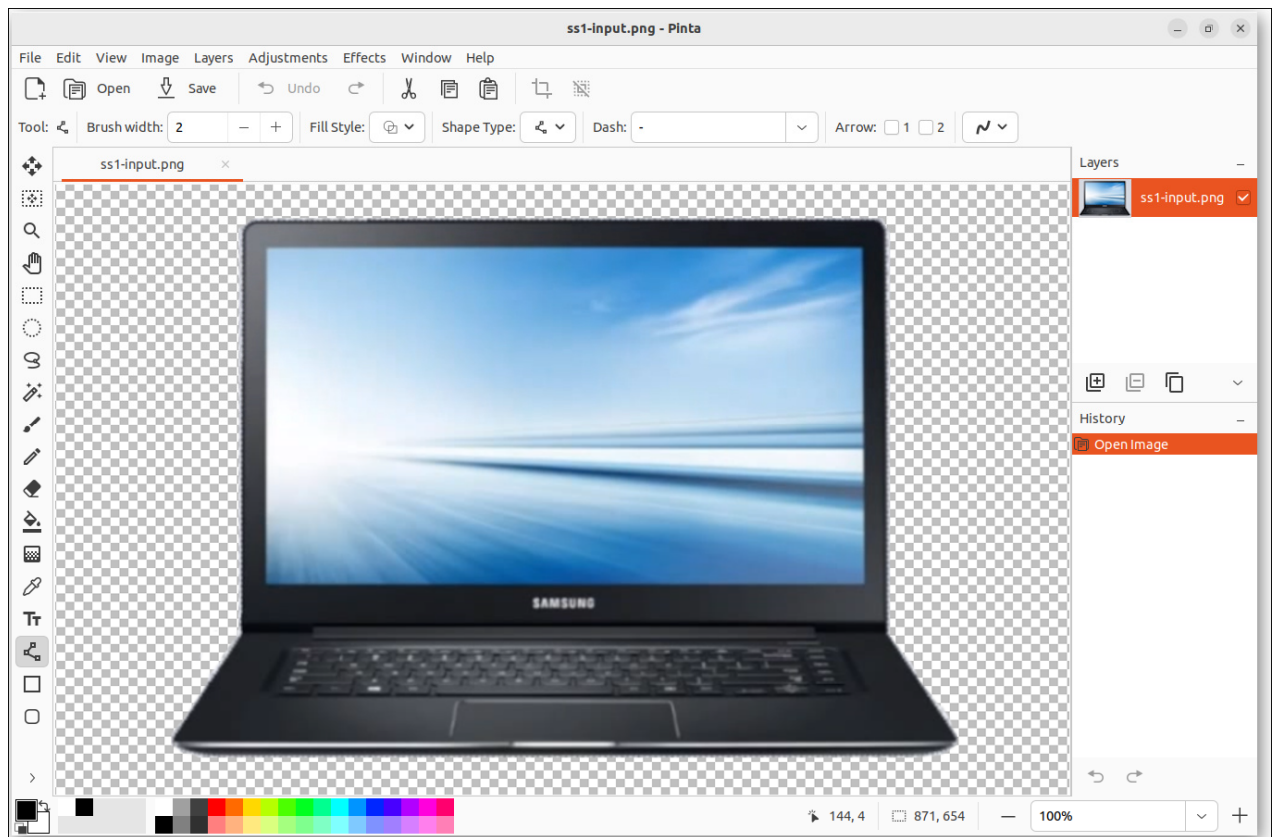 ss1-input.png - Pinta
File Edit View Image Layers Adjustments Effects Window Help
Open Save Undo
Tool: Brush width: 2 − + Fill Style: Shape Type: Dash: - Arrow: 1 2
ss1-input.png
Layers
ss1-input.png
History
Open Image
SAMSUNG
144, 4 871, 654 100%